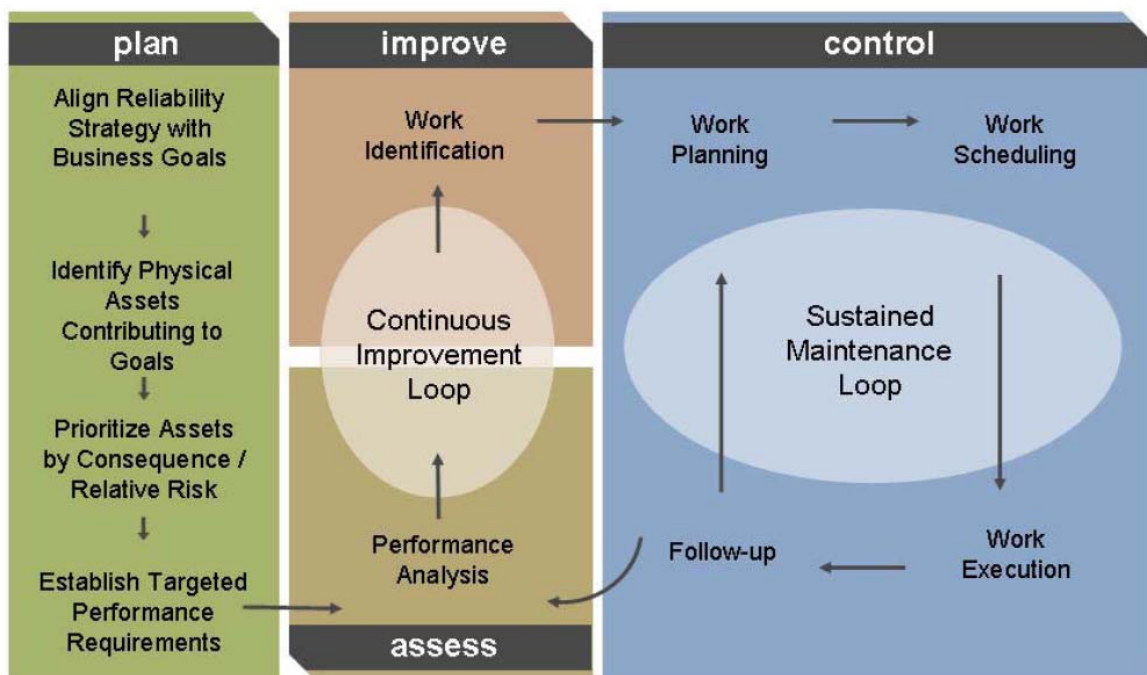 plan
Align Reliability
Strategy with
Business Goals
Identify Physical
Assets
Contributing to
Goals
Prioritize Assets
by Consequence /
Relative Risk
Establish Targeted
Performance
Requirements
improve
Work
Identification
Continuous
Improvement
Loop
Performance
Analysis
assess
control
Work
Planning
Work
Scheduling
Sustained
Maintenance
Loop
Follow-up
Work
Execution